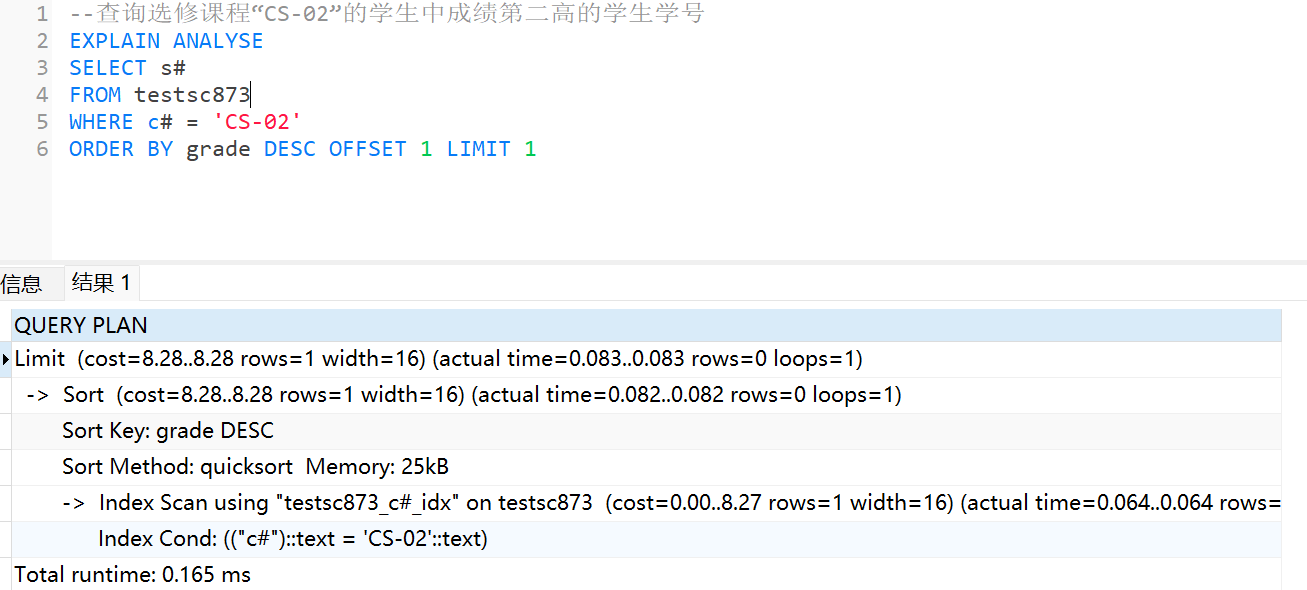 1 --查询选修课程“CS-02”的学生中成绩第二高的学生学号
2 EXPLAIN ANALYSE
3 SELECT s#
4 FROM testsc873
5 WHERE c# = 'CS-02'
6 ORDER BY grade DESC OFFSET 1 LIMIT 1
信息 结果 1
QUERY PLAN
Limit (cost=8.28..8.28 rows=1 width=16) (actual time=0.083..0.083 rows=0 loops=1)
-> Sort (cost=8.28..8.28 rows=1 width=16) (actual time=0.082..0.082 rows=0 loops=1)
Sort Key: grade DESC
Sort Method: quicksort Memory: 25kB
-> Index Scan using "testsc873_c#_idx" on testsc873 (cost=0.00..8.27 rows=1 width=16) (actual time=0.064..0.064 rows=
Index Cond: (("c#")::text = 'CS-02'::text)
Total runtime: 0.165 ms